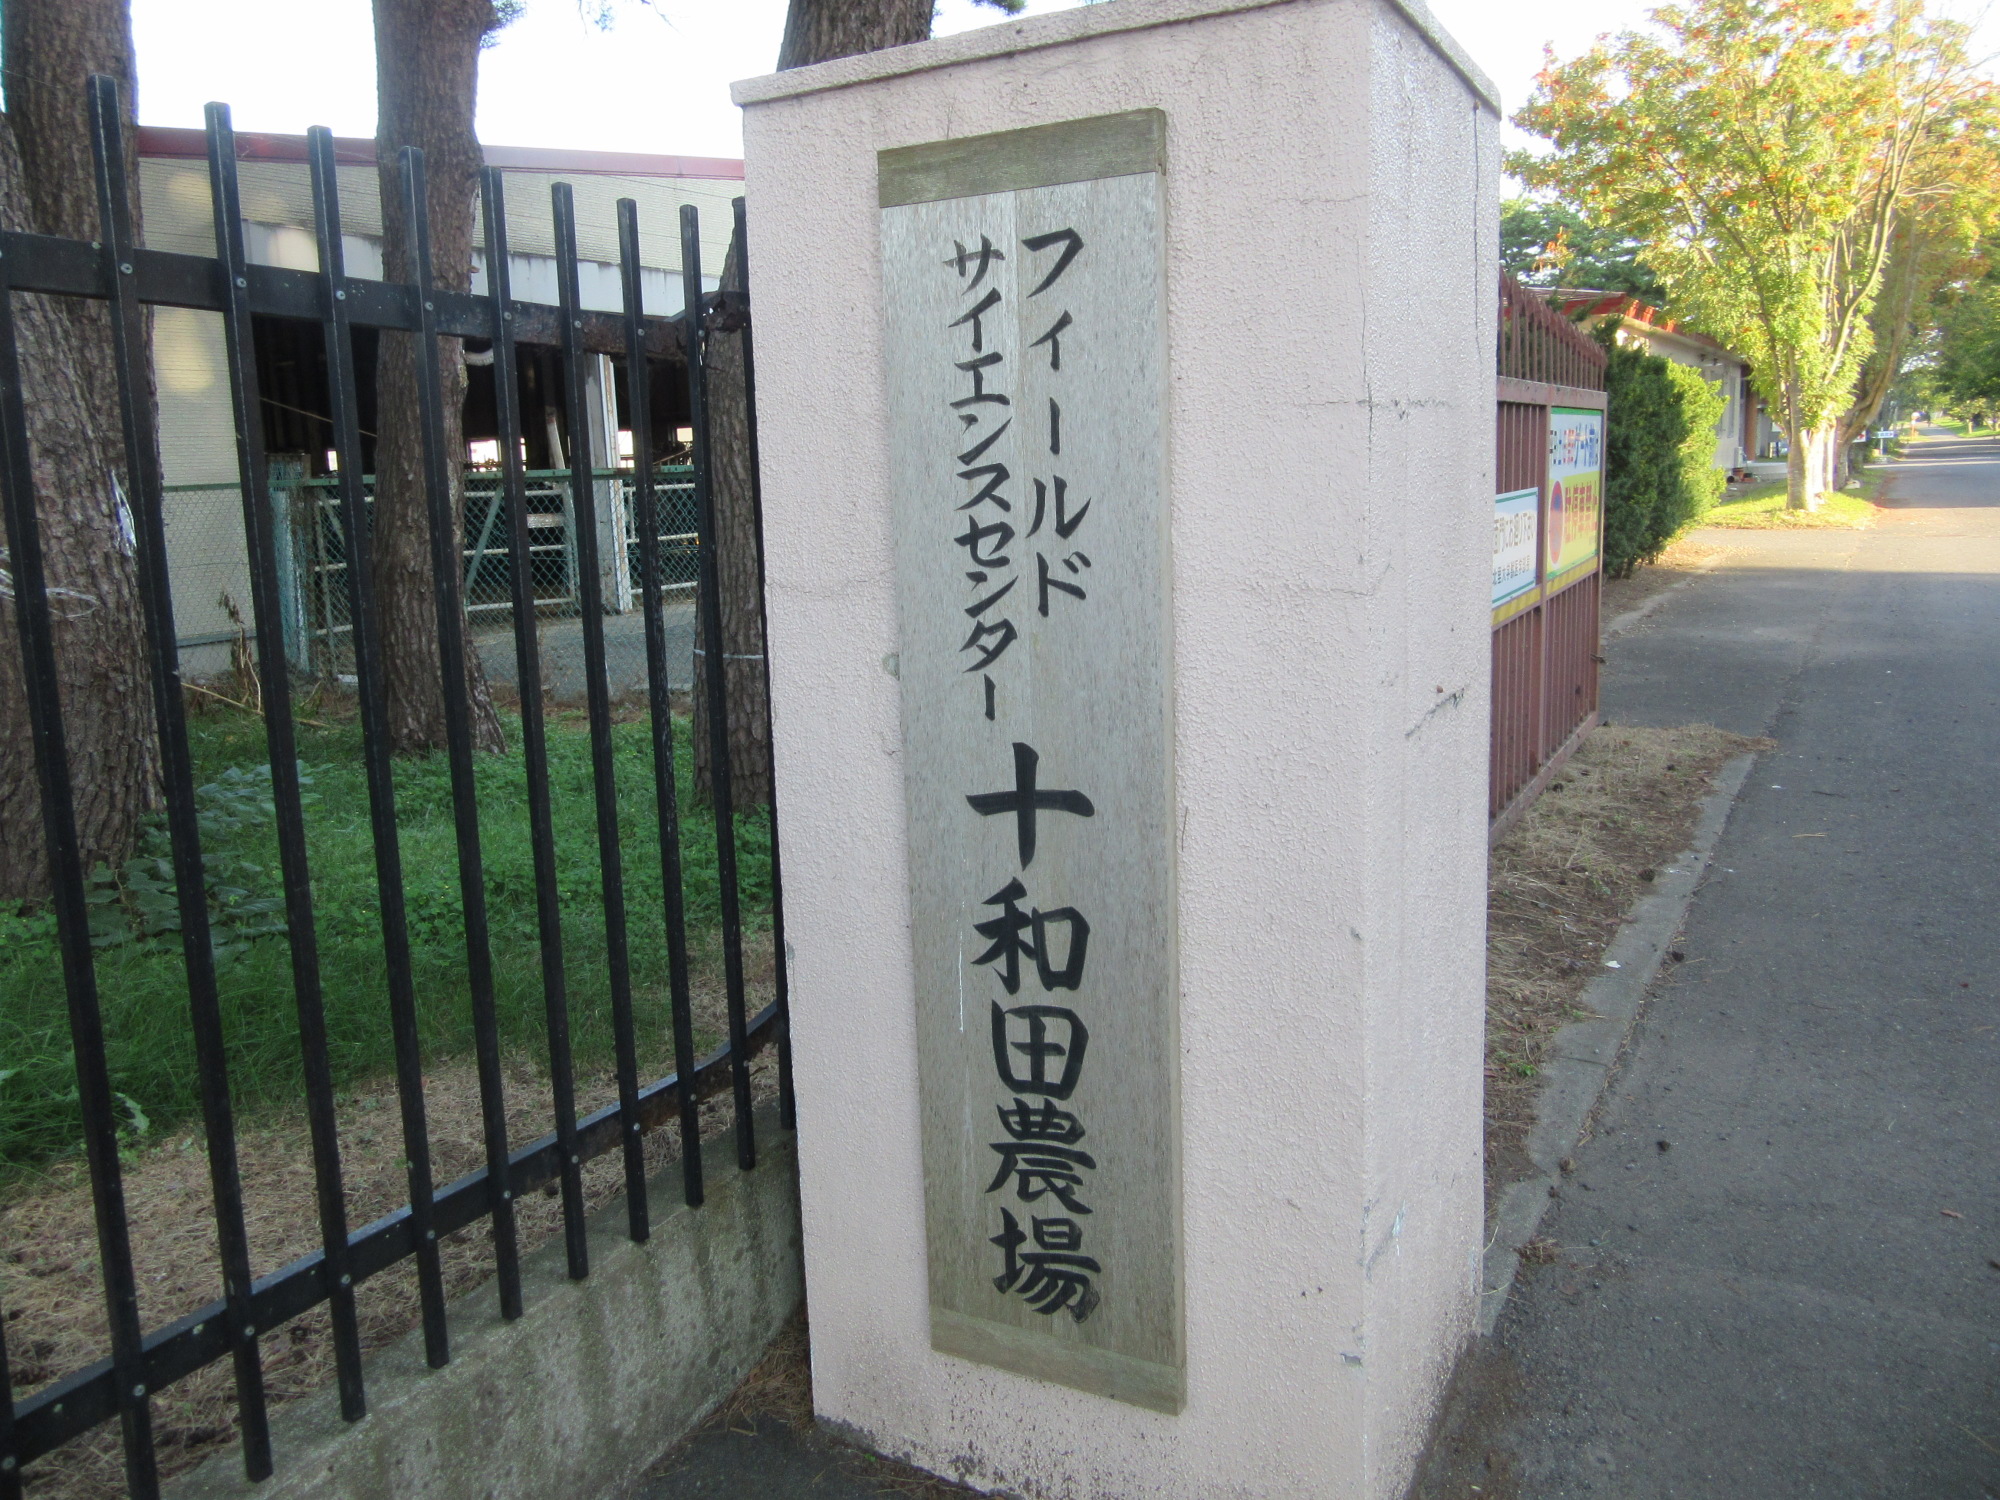 フィールド
サイエンスセンター
十和田農場